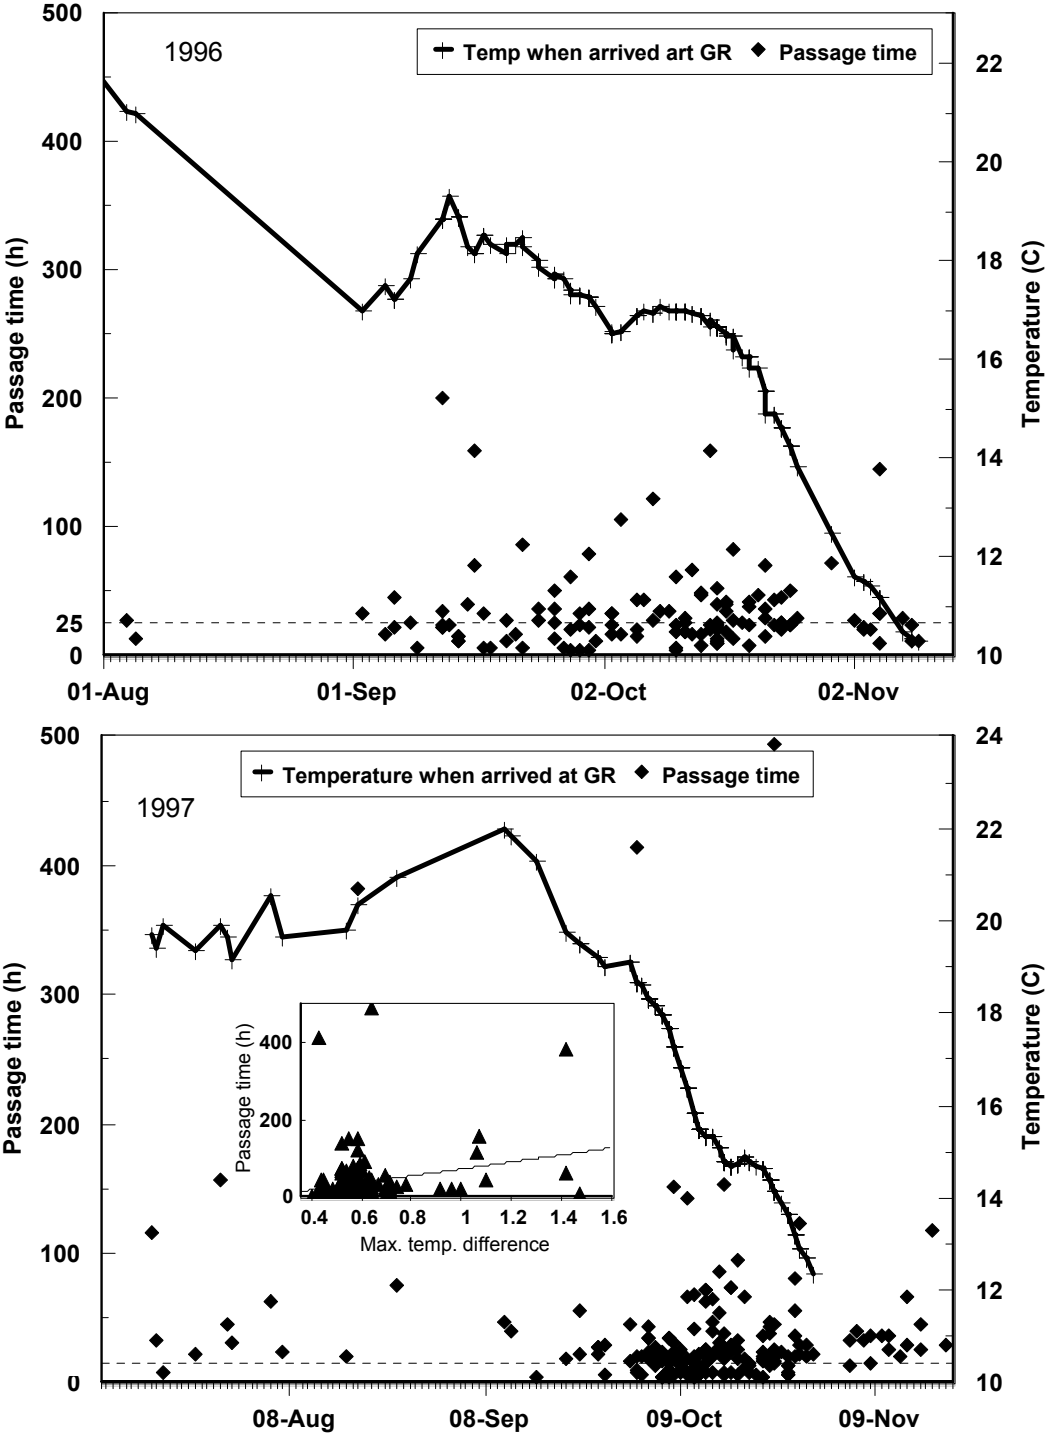 500
1996
Temp when arrived art GR
Passage time
22
400
20
300
18
Passage time (h)
Temperature (C)
16
200
14
100
12
25
0
10
01-Aug
01-Sep
02-Oct
02-Nov
500
24
Temperature when arrived at GR
Passage time
1997
22
400
20
300
18
Passage time (h)
Temperature (C)
Passage time (h)
400
200
16
200
0
0.4
0.6
0.8
1
1.2
1.4
1.6
Max. temp. difference
14
100
12
0
10
08-Aug
08-Sep
09-Oct
09-Nov